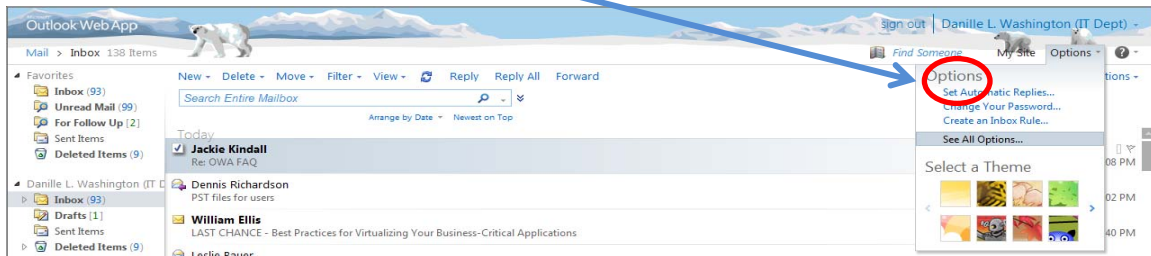 Outlook Web App
sign out Danille L. Washington (IT Dept)
Mail > Inbox 138 Items
Find Someone My Site Options
Favorites
New Delete Move Filter View Reply Reply All Forward
Options
tions
Inbox (93)
Search Entire Mailbox
Set Automatic Replies...
Unread Mail (99)
Change Your Password...
For Follow Up [2]
Arrange by Date Newest on Top
Create an Inbox Rule...
Sent Items
Today
See All Options...
Deleted Items (9)
Jackie Kindall
Re: OWA FAQ
08 PM
Select a Theme
Danille L. Washington (IT D
Dennis Richardson
Inbox (93)
PST files for users
02 PM
Drafts [1]
William Ellis
Sent Items
LAST CHANCE - Best Practices for Virtualizing Your Business-Critical Applications
40 PM
Deleted Items (9)
Leslie Bauer